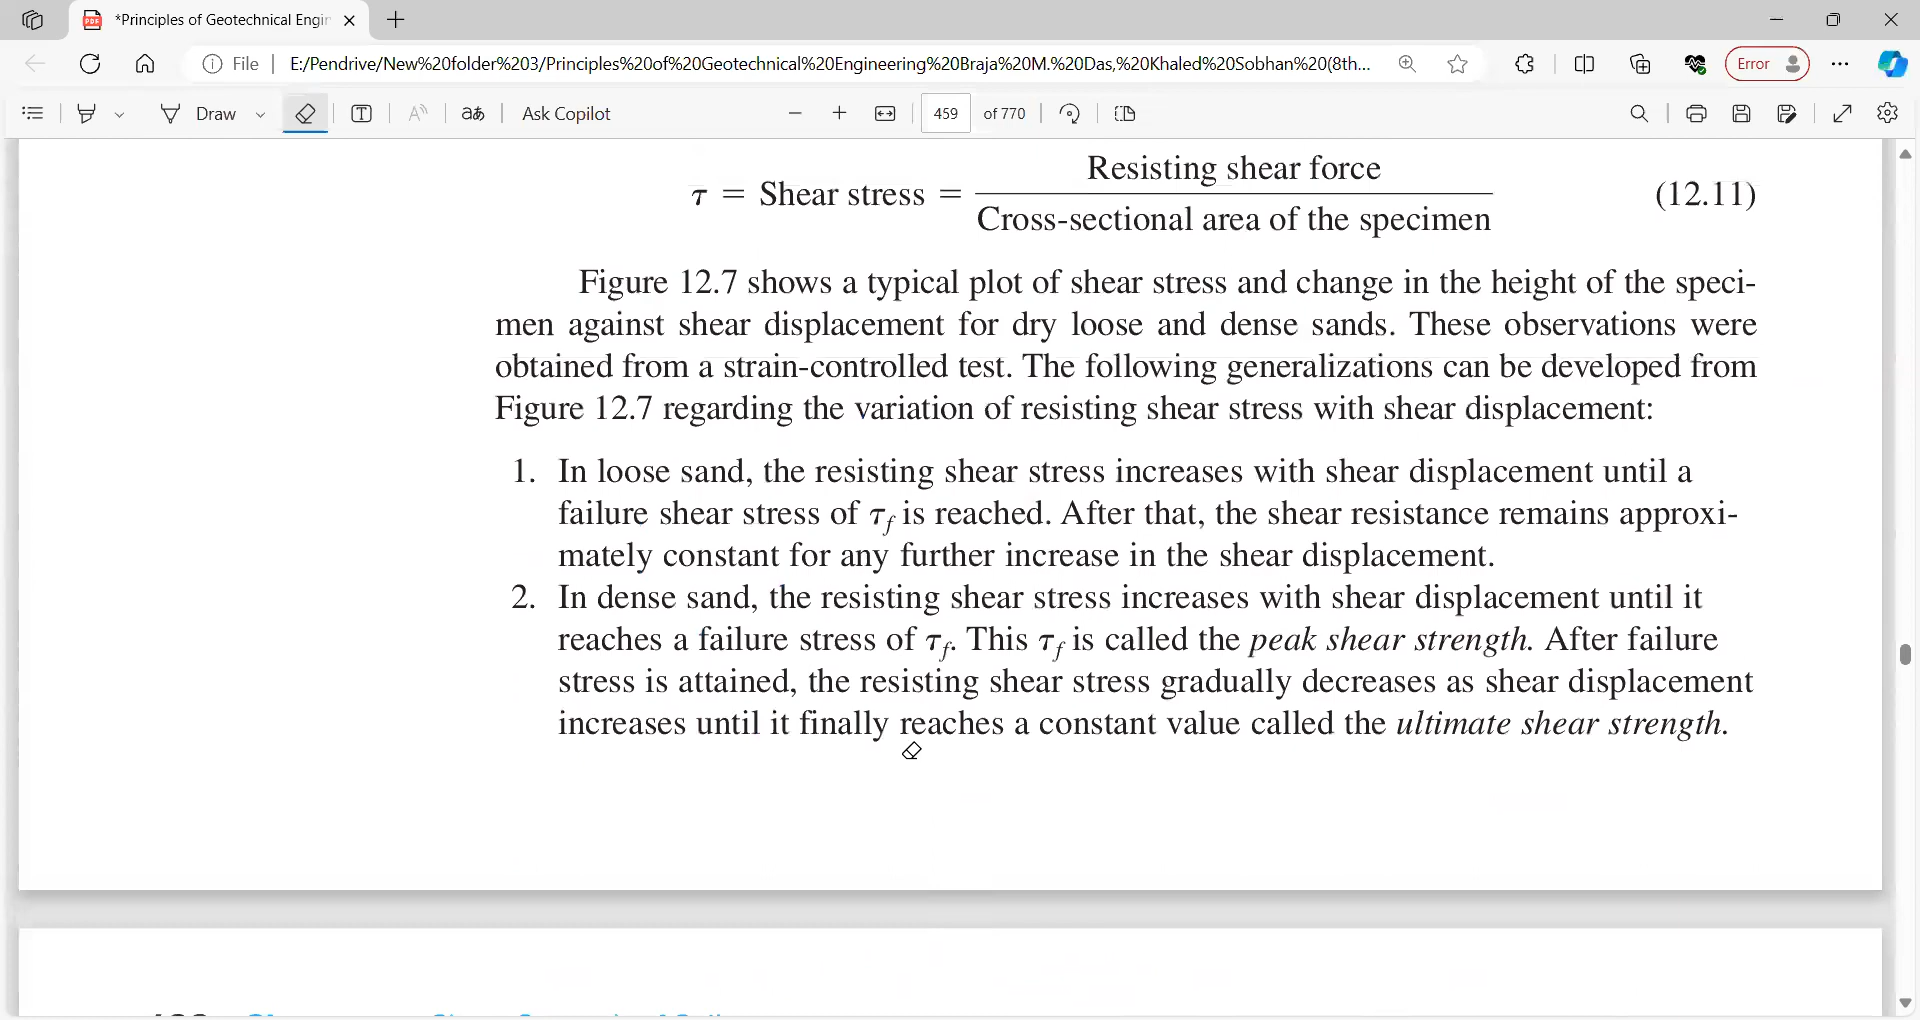 *Principles of Geotechnical Engin
File
E:/Pendrive/New%20folder%203/Principles%20of%20Geotechnical%20Engineering%20Braja%20M.%20Das,%20Khaled%20Sobhan%20(8th...
Error
Draw
aあ
Ask Copilot
459 of 770
Resisting shear force
τ = Shear stress = (12.11)
Cross-sectional area of the specimen
Figure 12.7 shows a typical plot of shear stress and change in the height of the speci-
men against shear displacement for dry loose and dense sands. These observations were
obtained from a strain-controlled test. The following generalizations can be developed from
Figure 12.7 regarding the variation of resisting shear stress with shear displacement:
1. In loose sand, the resisting shear stress increases with shear displacement until a
failure shear stress of τf is reached. After that, the shear resistance remains approxi-
mately constant for any further increase in the shear displacement.
2. In dense sand, the resisting shear stress increases with shear displacement until it
reaches a failure stress of τf. This τf is called the peak shear strength. After failure
stress is attained, the resisting shear stress gradually decreases as shear displacement
increases until it finally reaches a constant value called the ultimate shear strength.